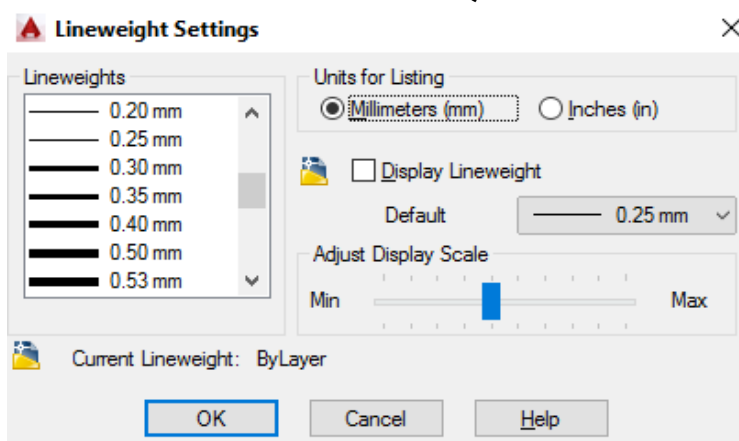 Lineweight Settings
Lineweights
0.20 mm
0.25 mm
0.30 mm
0.35 mm
0.40 mm
0.50 mm
0.53 mm
Units for Listing
Millimeters (mm) Inches (in)
Display Lineweight
Default 0.25 mm
Adjust Display Scale
Min Max
Current Lineweight: ByLayer
OK Cancel Help